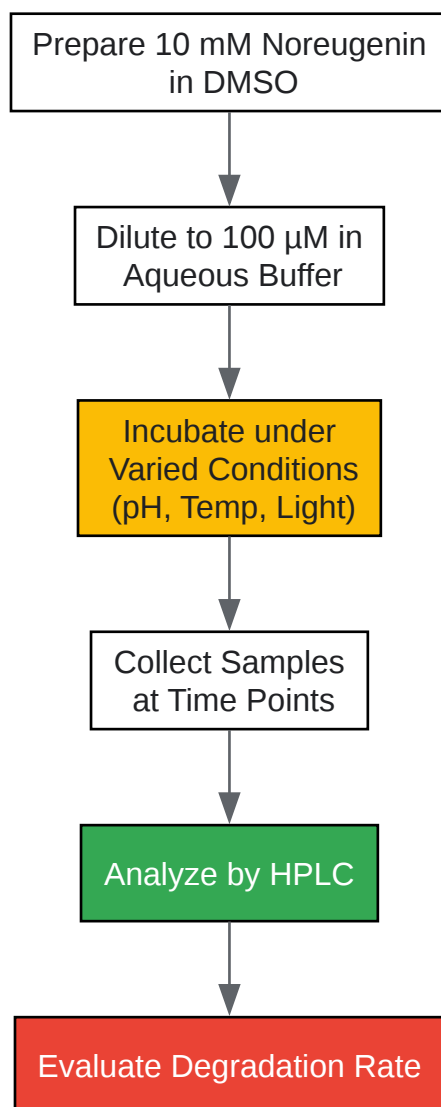 Prepare 10 mM Noreugenin
in DMSO
Dilute to 100 µM in
Aqueous Buffer
Incubate under
Varied Conditions
(pH, Temp, Light)
Collect Samples
at Time Points
Analyze by HPLC
Evaluate Degradation Rate